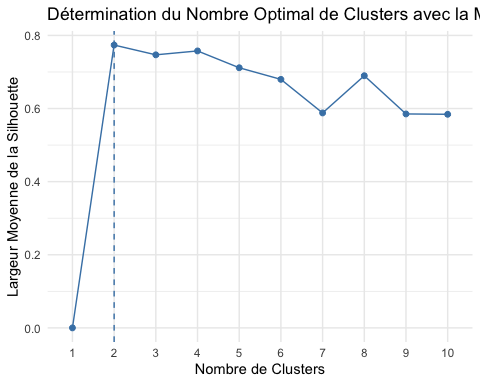 Détermination du Nombre Optimal de Clusters avec la
0.8
0.6
0.4
0.2
0.0
Largeur Moyenne de la Silhouette
1 2 3 4 5 6 7 8 9 10
Nombre de Clusters